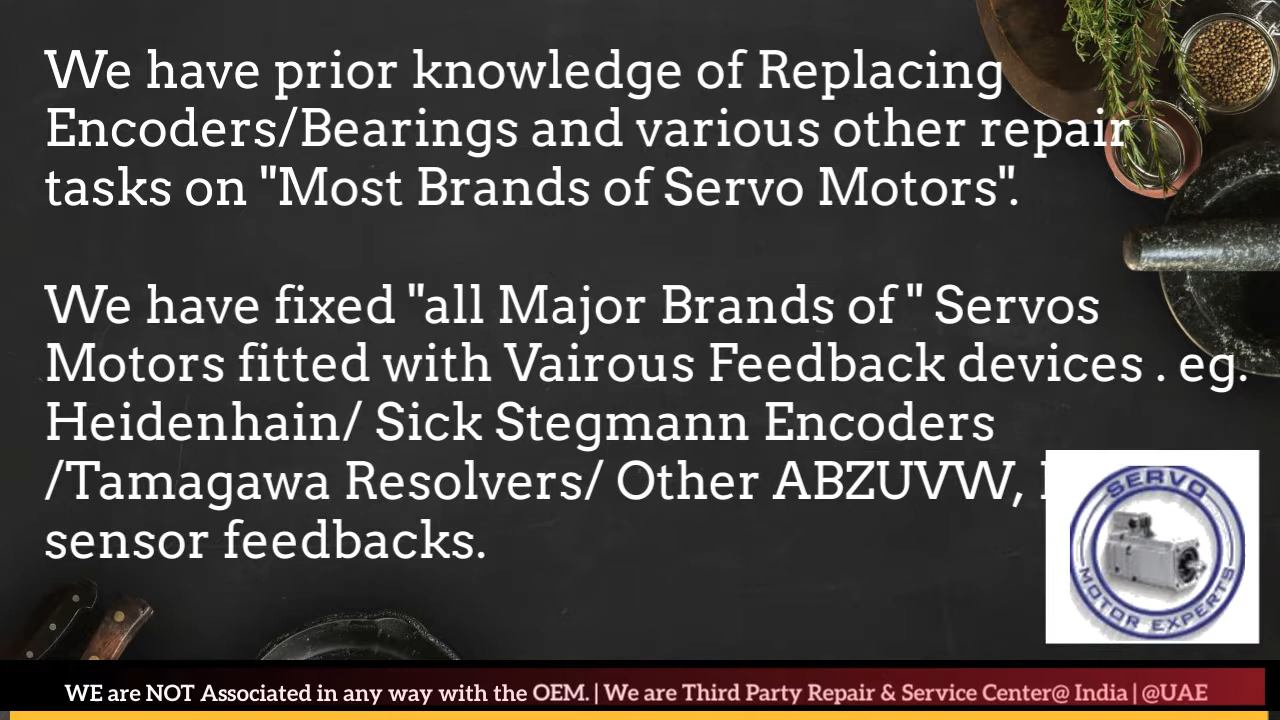 We have prior knowledge of Replacing
Encoders/Bearings and various other repair
tasks on "Most Brands of Servo Motors".
We have fixed "all Major Brands of " Servos
Motors fitted with Vairous Feedback devices . eg.
Heidenhain/ Sick Stegmann Encoders
/Tamagawa Resolvers/ Other ABZUVW,
sensor feedbacks.
SERVO
MOTOR EXPERTS
WE are NOT Associated in any way with the OEM. | We are Third Party Repair & Service Center@ India | @UAE